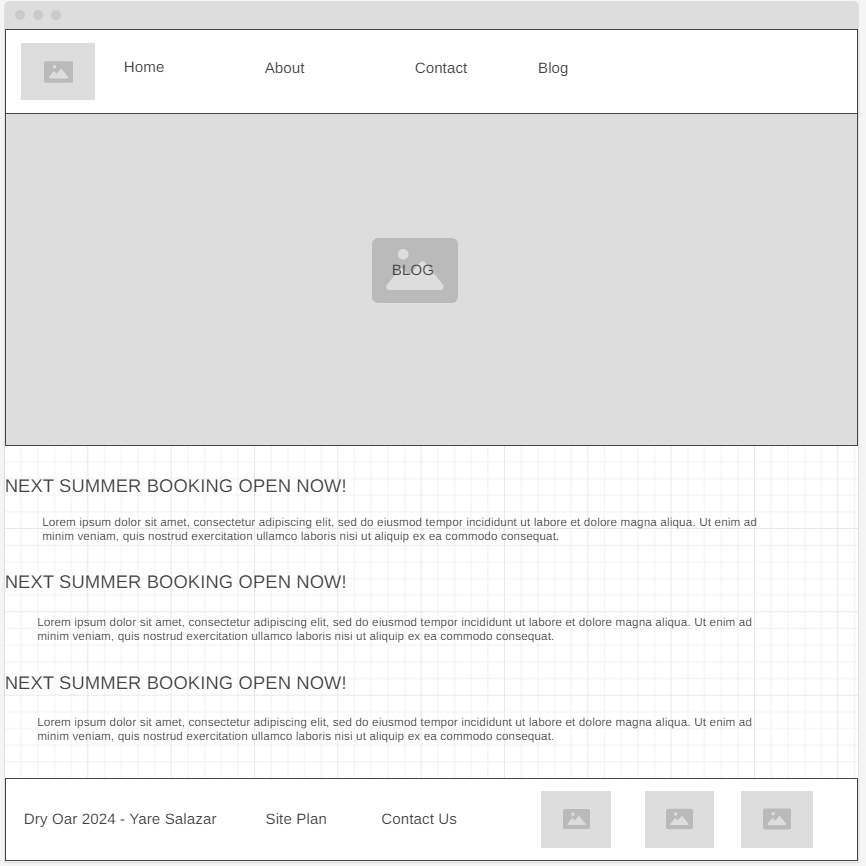 Home About Contact Blog
BLOG
NEXT SUMMER BOOKING OPEN NOW!
Lorem ipsum dolor sit amet, consectetur adipiscing elit, sed do eiusmod tempor incididunt ut labore et dolore magna aliqua. Ut enim ad
minim veniam, quis nostrud exercitation ullamco laboris nisi ut aliquip ex ea commodo consequat.
NEXT SUMMER BOOKING OPEN NOW!
Lorem ipsum dolor sit amet, consectetur adipiscing elit, sed do eiusmod tempor incididunt ut labore et dolore magna aliqua. Ut enim ad
minim veniam, quis nostrud exercitation ullamco laboris nisi ut aliquip ex ea commodo consequat.
NEXT SUMMER BOOKING OPEN NOW!
Lorem ipsum dolor sit amet, consectetur adipiscing elit, sed do eiusmod tempor incididunt ut labore et dolore magna aliqua. Ut enim ad
minim veniam, quis nostrud exercitation ullamco laboris nisi ut aliquip ex ea commodo consequat.
Dry Oar 2024 - Yare Salazar Site Plan Contact Us